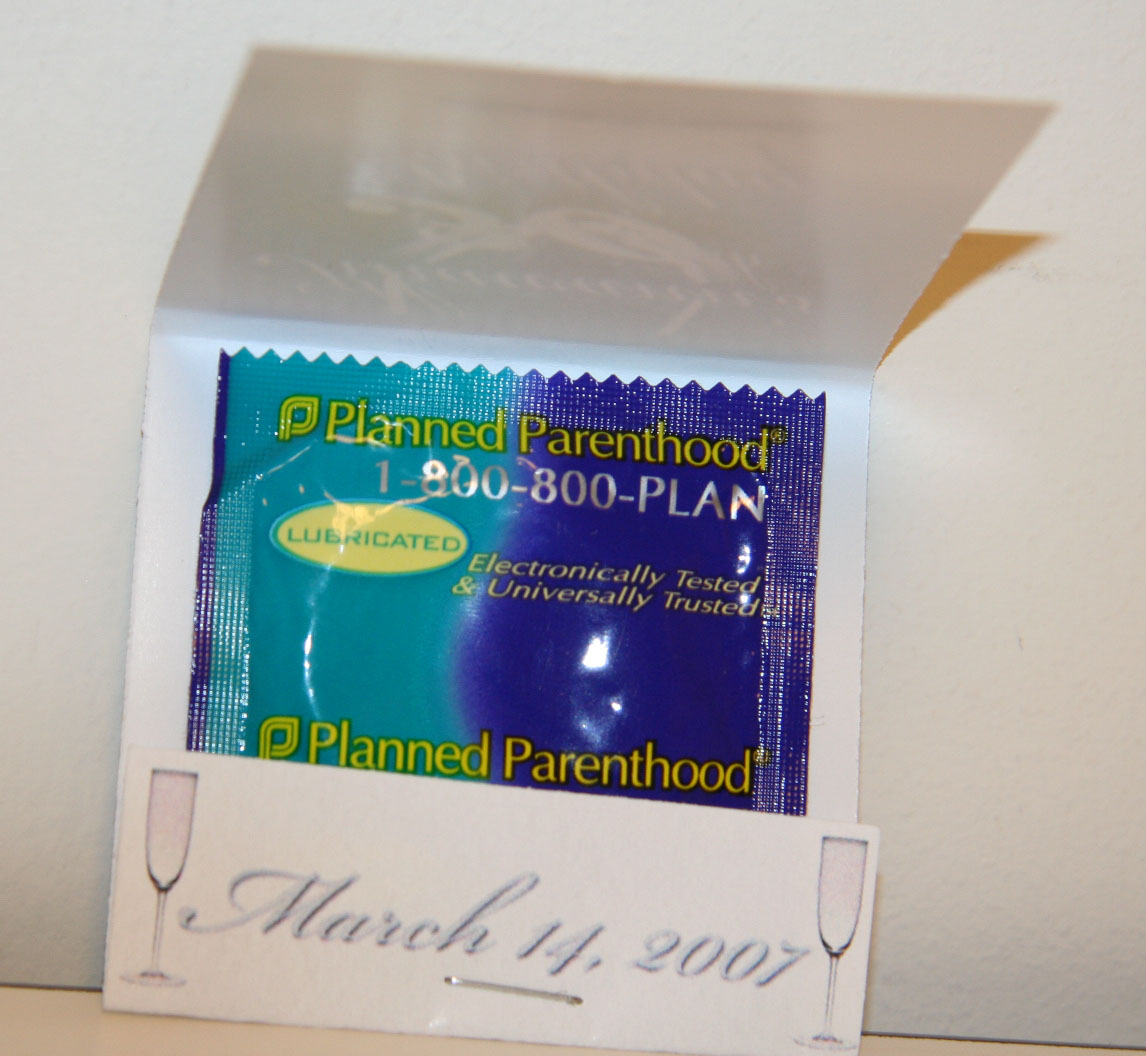 Planned Parenthood®
1-800-800-PLAN
LUBRICATED
Electronically Tested
& Universally Trusted
Planned Parenthood®
March 14, 2007